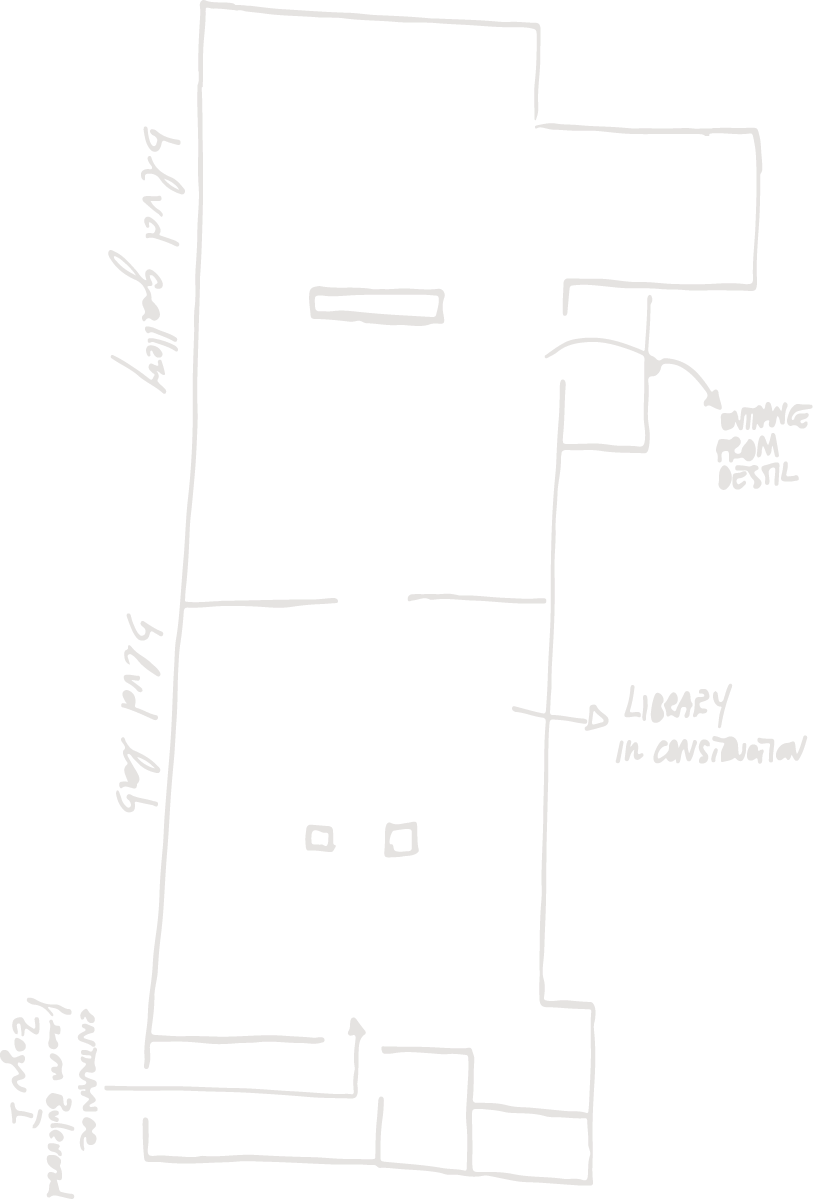 blvd gallery
ENTRANCE
FROM
DESTIL
blvd lab
LIBRARY
IN CONSTRUCTION
ENTRANCE
from Bulevard
Zogu I